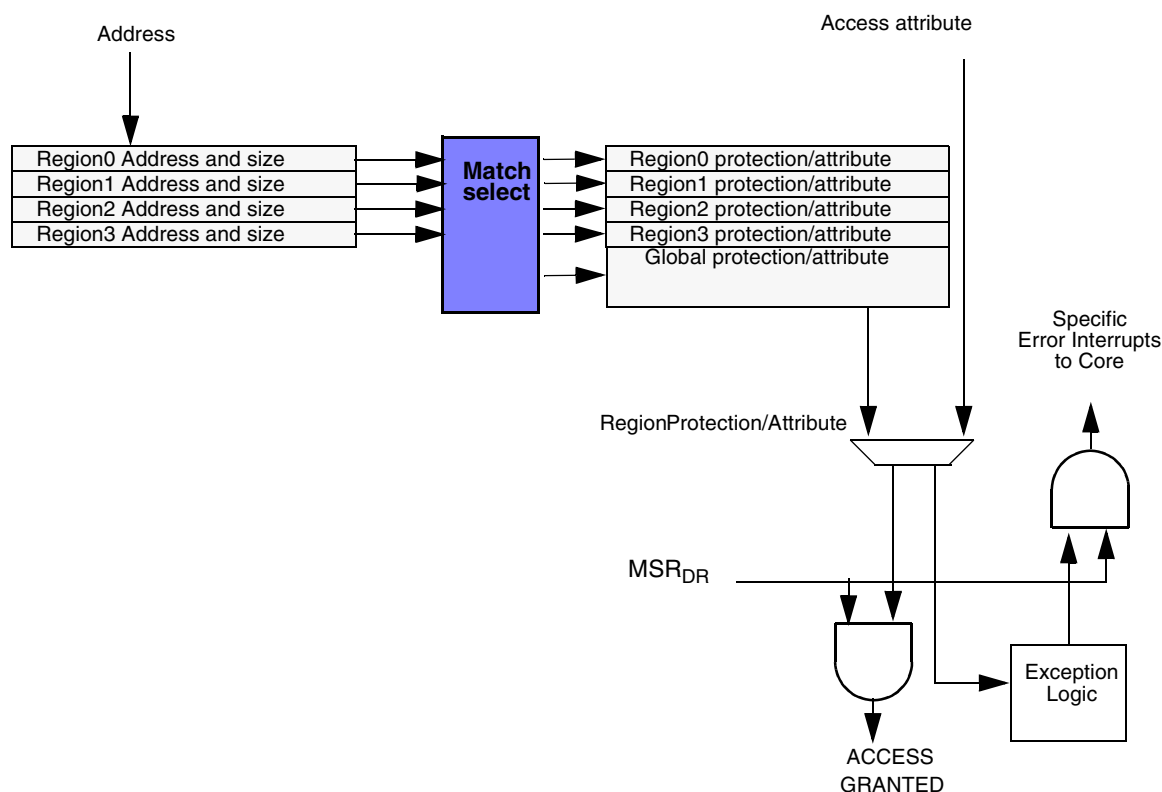 Address
Access attribute
Region0 Address and size
Region1 Address and size
Region2 Address and size
Region3 Address and size
Match
select
Region0 protection/attribute
Region1 protection/attribute
Region2 protection/attribute
Region3 protection/attribute
Global protection/attribute
Specific
Error Interrupts
to Core
RegionProtection/Attribute
MSRDR
Exception
Logic
ACCESS
GRANTED